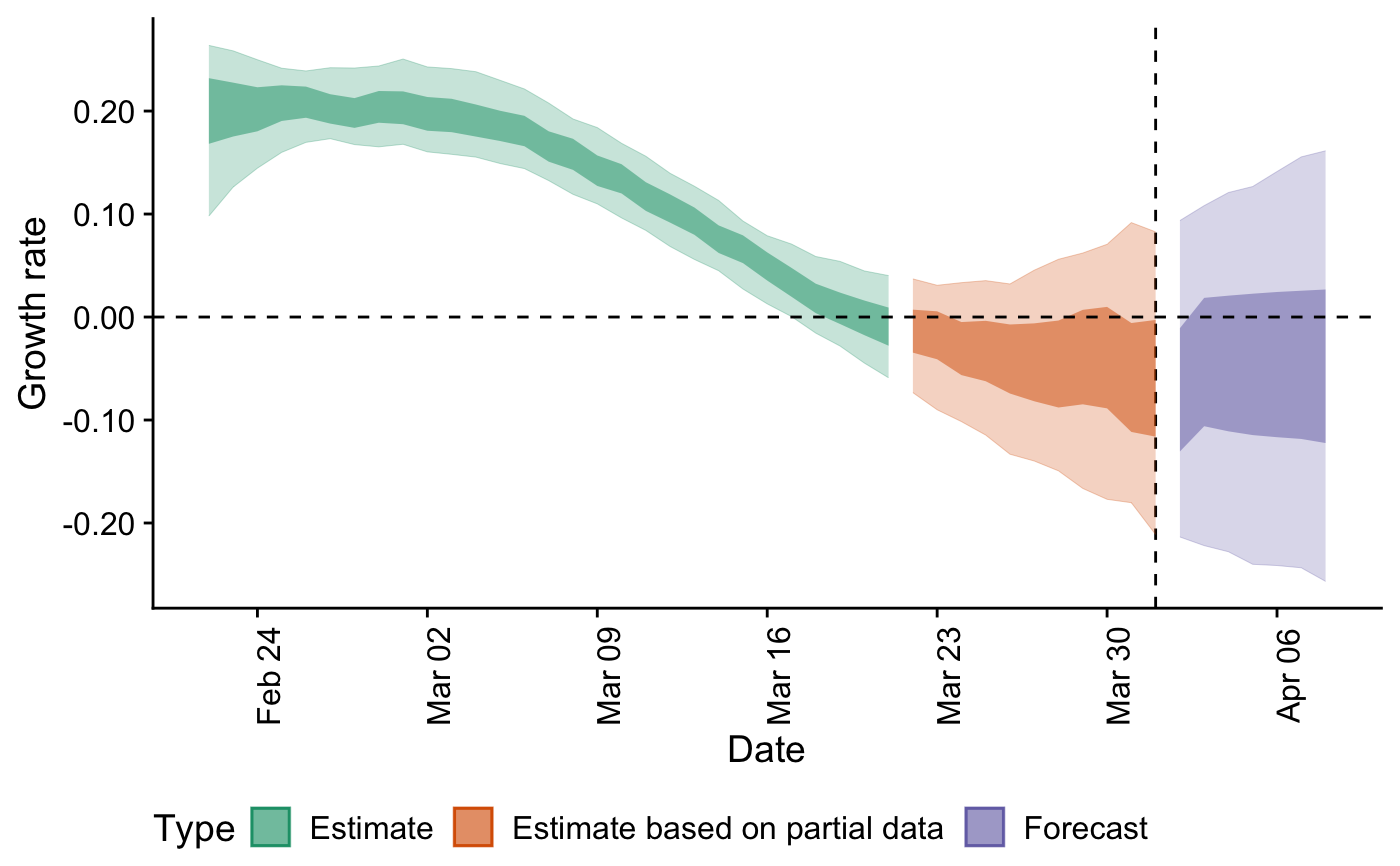 Growth rate
0.20
0.10
0.00
-0.10
-0.20
Feb 24
Mar 02
Mar 09
Mar 16
Mar 23
Mar 30
Apr 06
Date
Type Estimate Estimate based on partial data Forecast